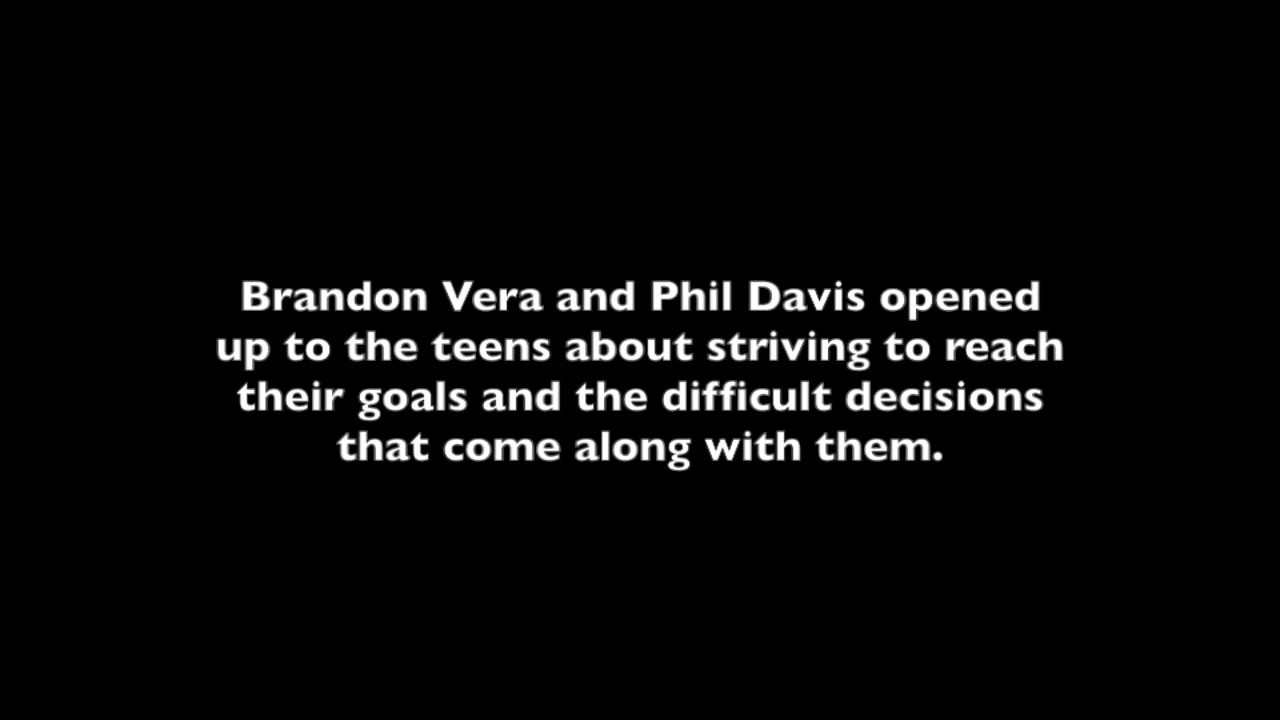 Brandon Vera and Phil Davis opened
up to the teens about striving to reach
their goals and the difficult decisions
that come along with them.